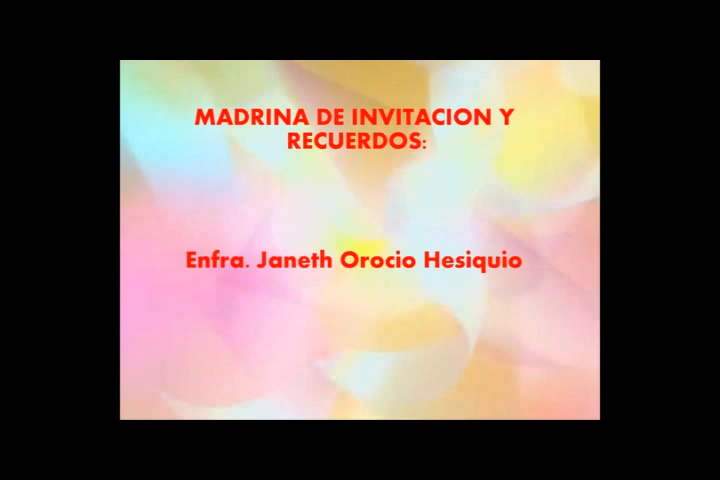 MADRINA DE INVITACION Y
RECUERDOS:
Enfra. Janeth Orocio Hesiquio